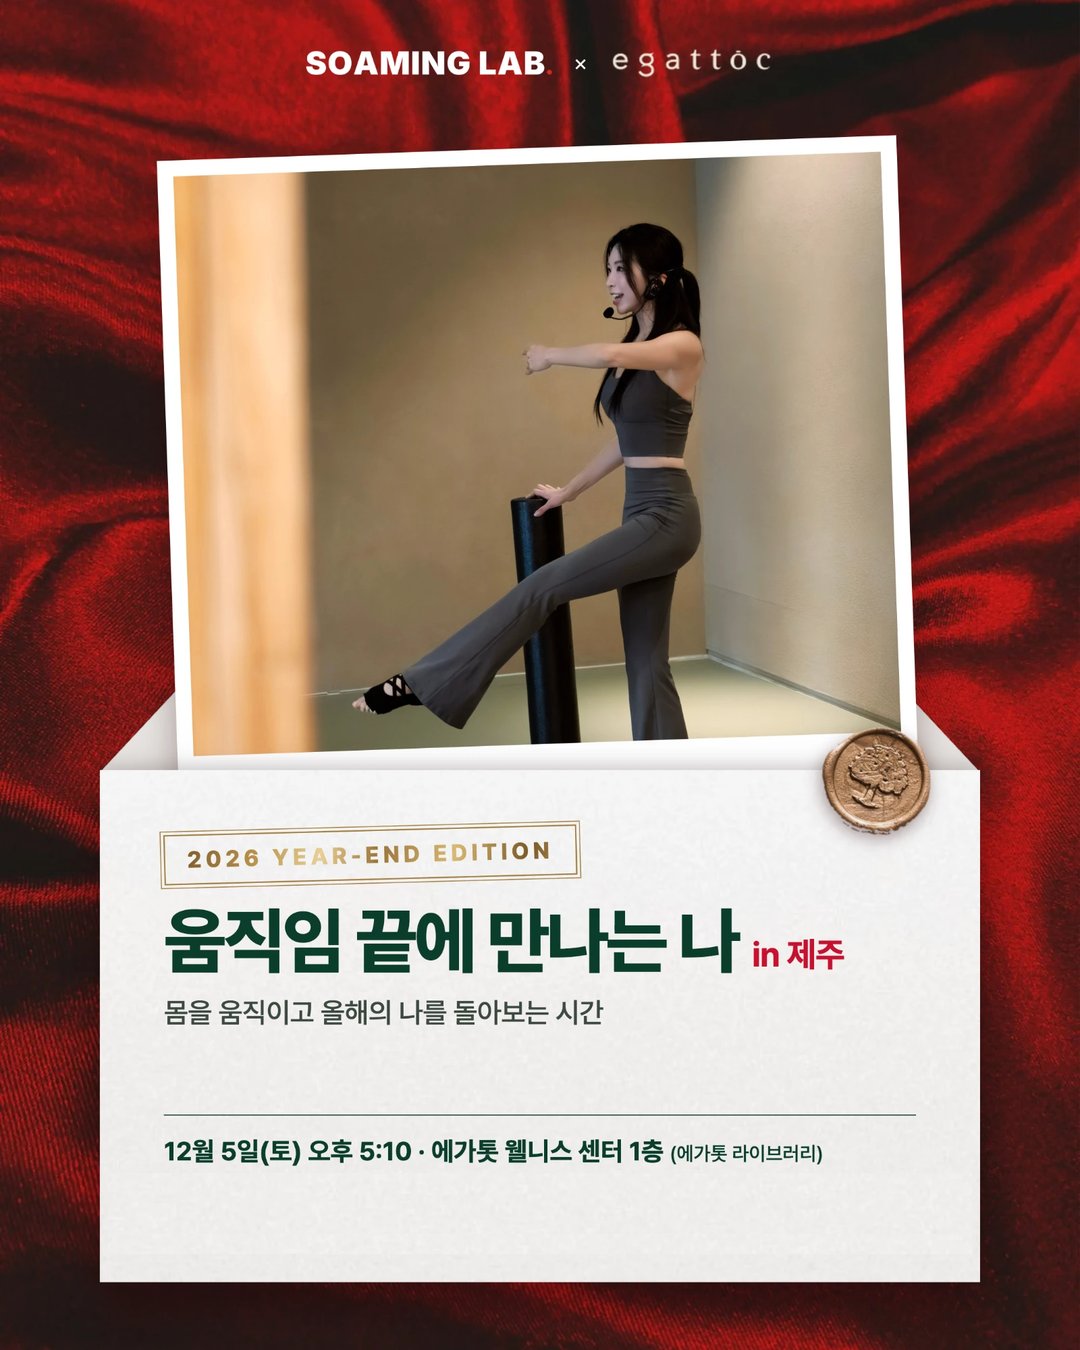 SOAMING LAB. × egattoc
2026 YEAR-END EDITION
움직임 끝에 만나는 나 in 제주
몸을 움직이고 올해의 나를 돌아보는 시간
12월 5일(토) 오후 5:10 · 에가톳 웰니스 센터 1층 (에가톳 라이브러리)